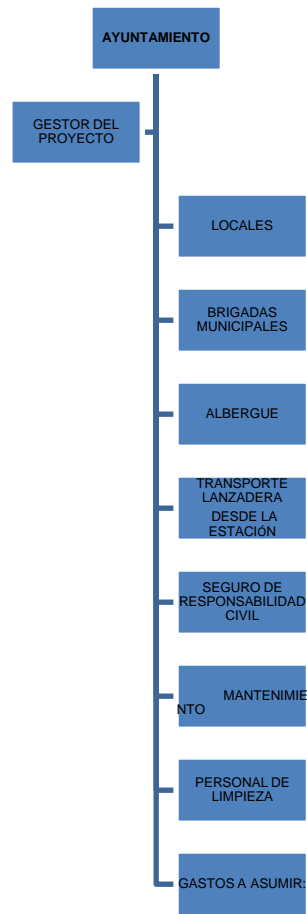 AYUNTAMIENTO
GESTOR DEL
PROYECTO
LOCALES
BRIGADAS
MUNICIPALES
ALBERGUE
TRANSPORTE
LANZADERA
DESDE LA
ESTACIÓN
SEGURO DE
RESPONSABILIDAD
CIVIL
MANTENIMIE
NTO
PERSONAL DE
LIMPIEZA
GASTOS A ASUMIR: